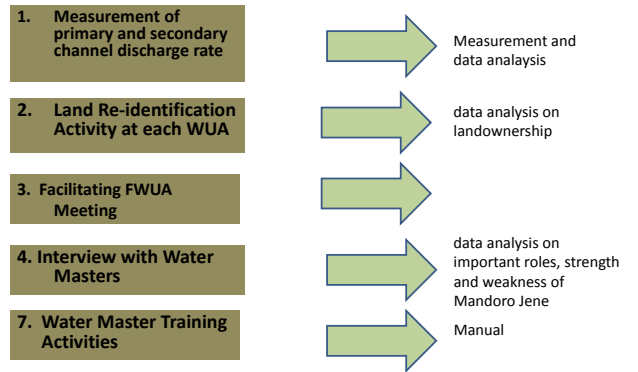 1. Measurement of
primary and secondary
channel discharge rate
Measurement and
data analaysis
2. Land Re-identification
Activity at each WUA
data analysis on
landownership
3. Facilitating FWUA
Meeting
4. Interview with Water
Masters
data analysis on
important roles, strength
and weakness of
Mandoro Jene
7. Water Master Training
Activities
Manual